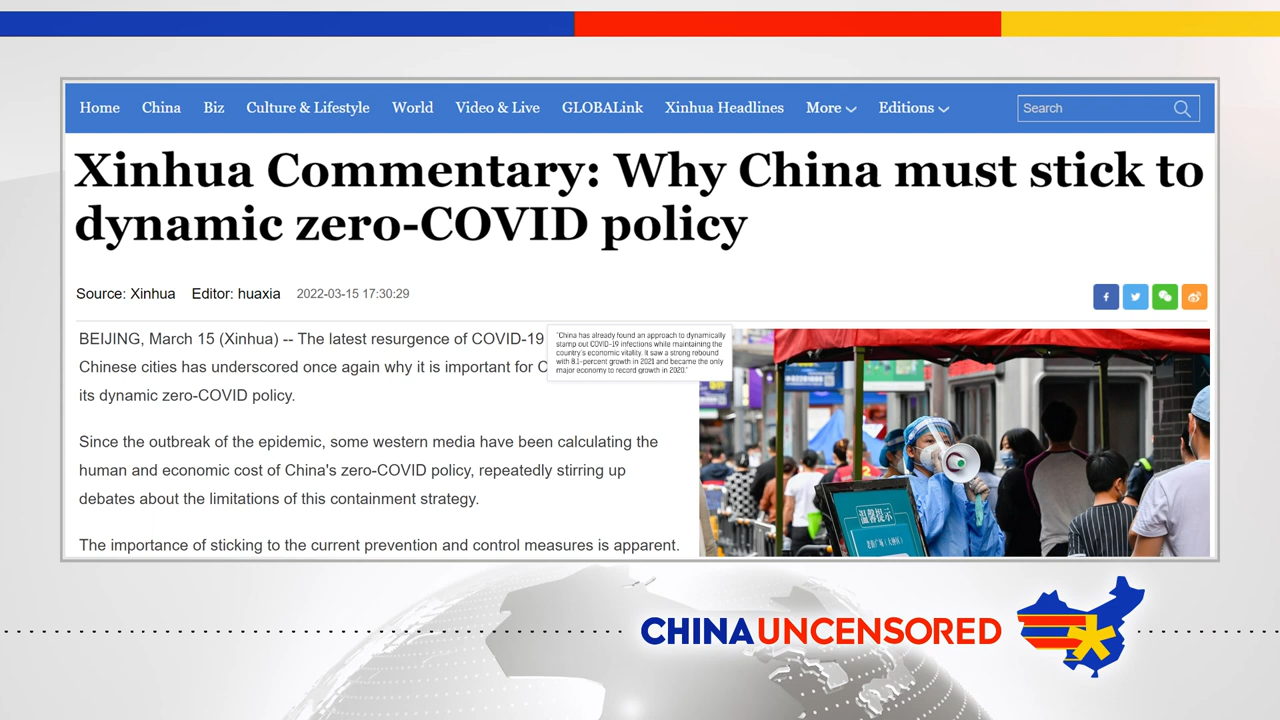 Home China Biz Culture & Lifestyle World Video & Live GLOBALink Xinhua Headlines More Editions Search
Xinhua Commentary: Why China must stick to
dynamic zero-COVID policy
Source: Xinhua Editor: huaxia 2022-03-15 17:30:29
BEIJING, March 15 (Xinhua) -- The latest resurgence of COVID-19
Chinese cities has underscored once again why it is important for C
its dynamic zero-COVID policy.
"China has already found an approach to dynamically
stamp out COVID-19 infections while maintaining the
country's economic vitality. It saw a strong rebound
with 8.1-percent growth in 2021 and became the only
major economy to record growth in 2020."
Since the outbreak of the epidemic, some western media have been calculating the
human and economic cost of China's zero-COVID policy, repeatedly stirring up
debates about the limitations of this containment strategy.
The importance of sticking to the current prevention and control measures is apparent.
温馨提示
CHINA UNCENSORED